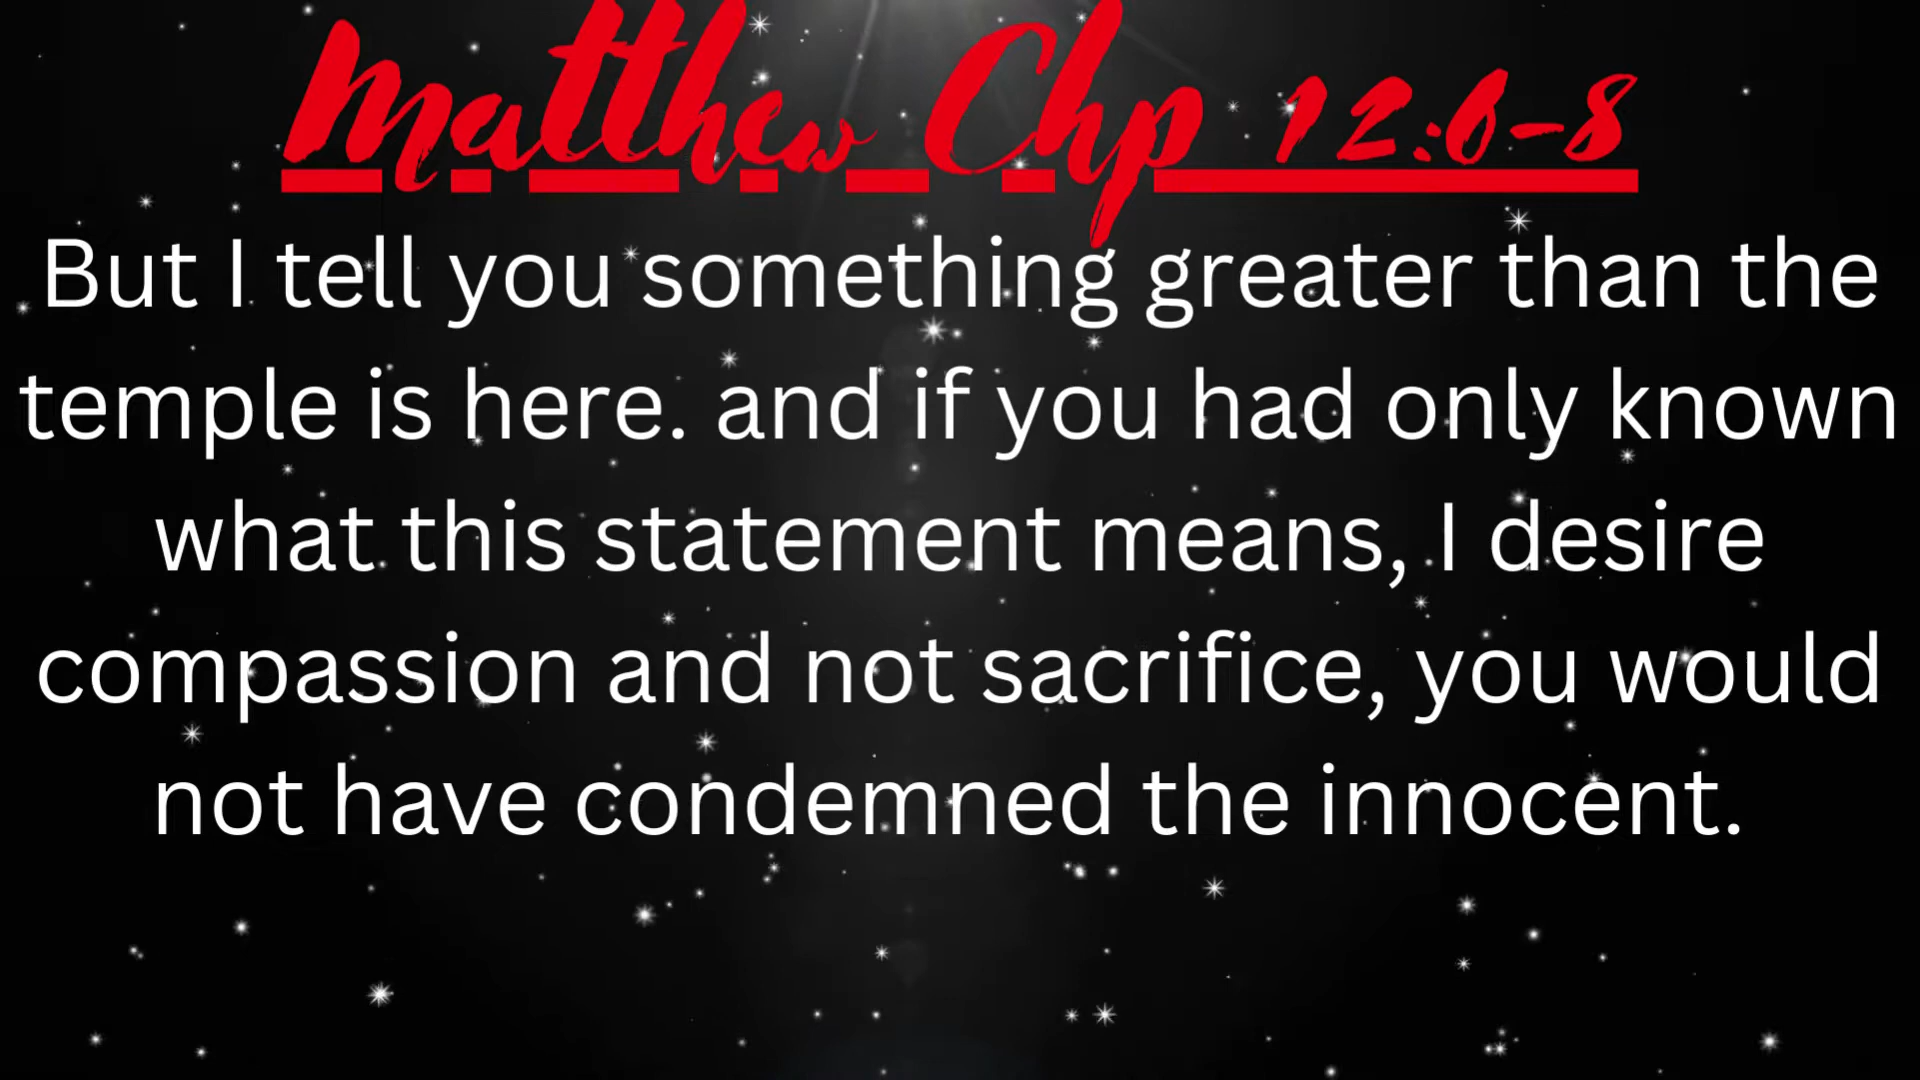 Matthew Chp 12:6-8
But I tell you something greater than the
temple is here. and if you had only known
what this statement means, I desire
compassion and not sacrifice, you would
not have condemned the innocent.